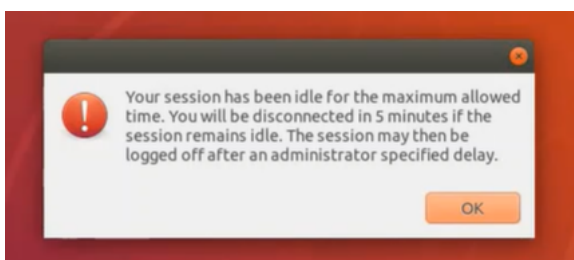 Your session has been idle for the maximum allowed
time. You will be disconnected in 5 minutes if the
session remains idle. The session may then be
logged off after an administrator specified delay.
OK